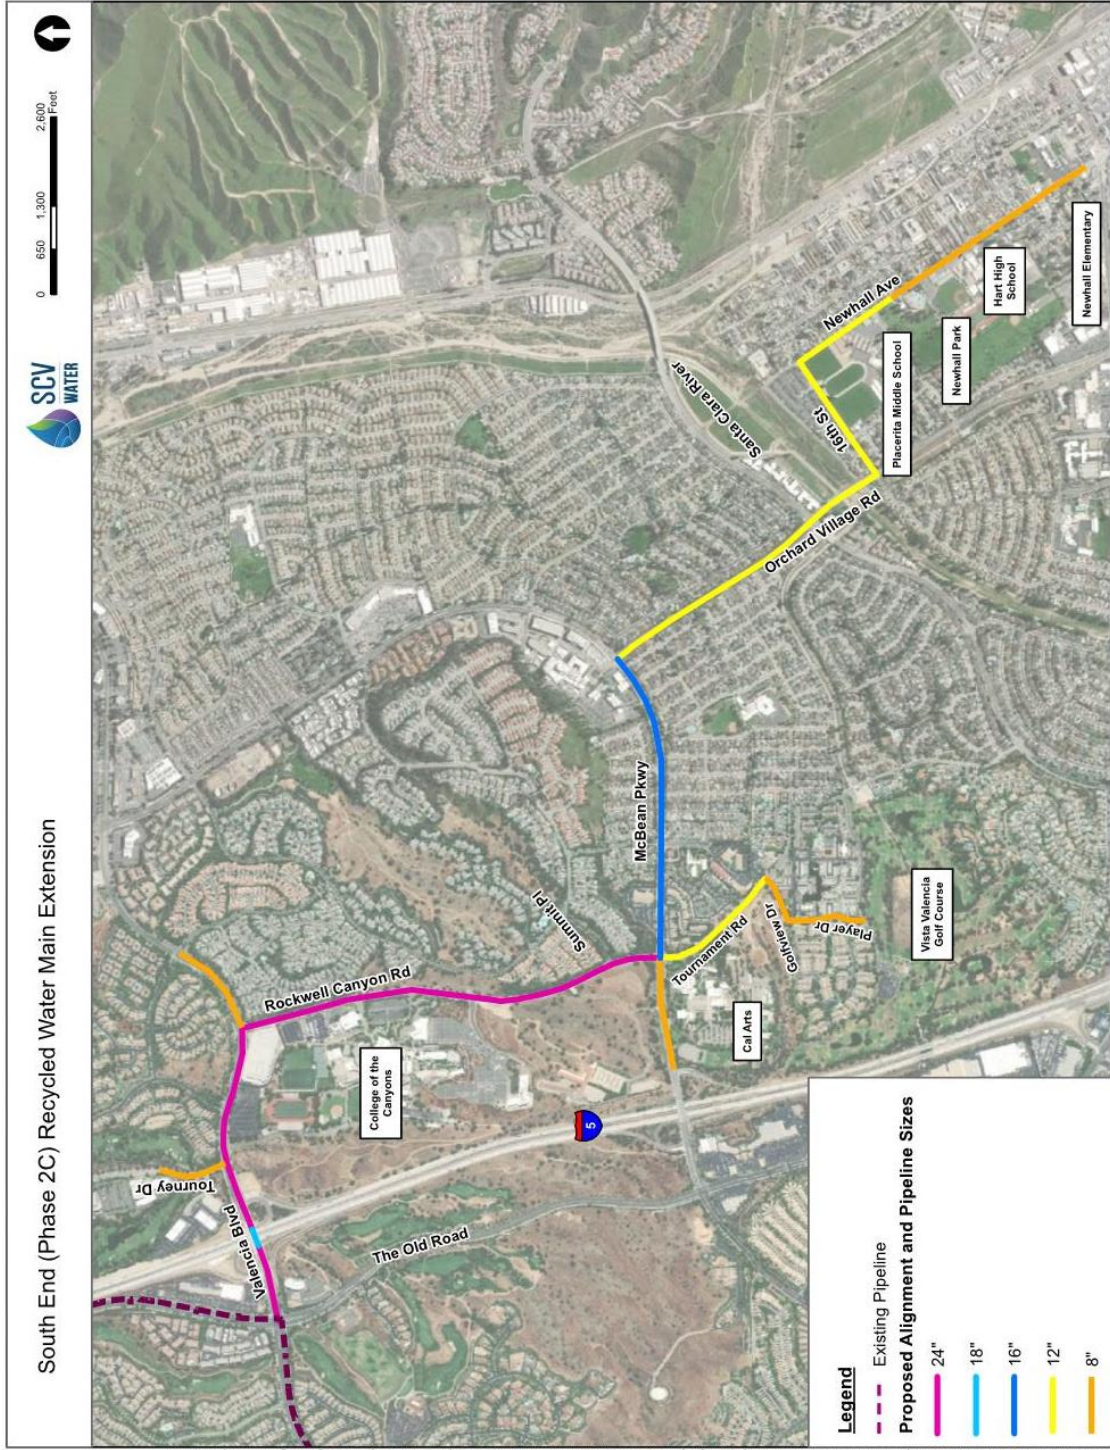 South End (Phase 2C) Recycled Water Main Extension
SCV
WATER
0
650
1,300
2,600
Feet
Tourney Dr
Valencia Blvd
The Old Road
Rockwell Canyon Rd
College of the
Canyons
5
Summit Pl
McBean Pkwy
Tournament Rd
Golfview Dr
Player Dr
Cal Arts
Vista Valencia
Golf Course
Santa Clara River
Orchard Village Rd
16th St
Newhall Ave
Placerita Middle School
Newhall Park
Hart High
School
Newhall Elementary
Legend
Existing Pipeline
Proposed Alignment and Pipeline Sizes
24"
18"
16"
12"
8"